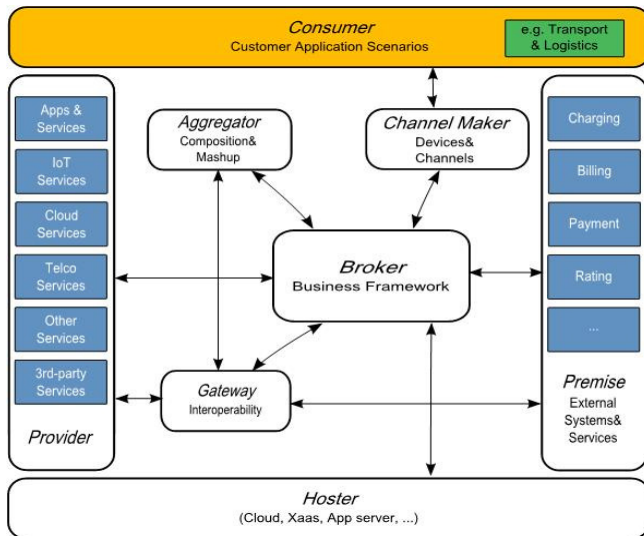 Consumer
Customer Application Scenarios
e.g. Transport
& Logistics
Apps &
Services
IoT
Services
Cloud
Services
Telco
Services
Other
Services
3rd-party
Services
Provider
Aggregator
Composition&
Mashup
Channel Maker
Devices&
Channels
Broker
Business Framework
Gateway
Interoperability
Charging
Billing
Payment
Rating
...
Premise
External
Systems&
Services
Hoster
(Cloud, Xaas, App server, ...)